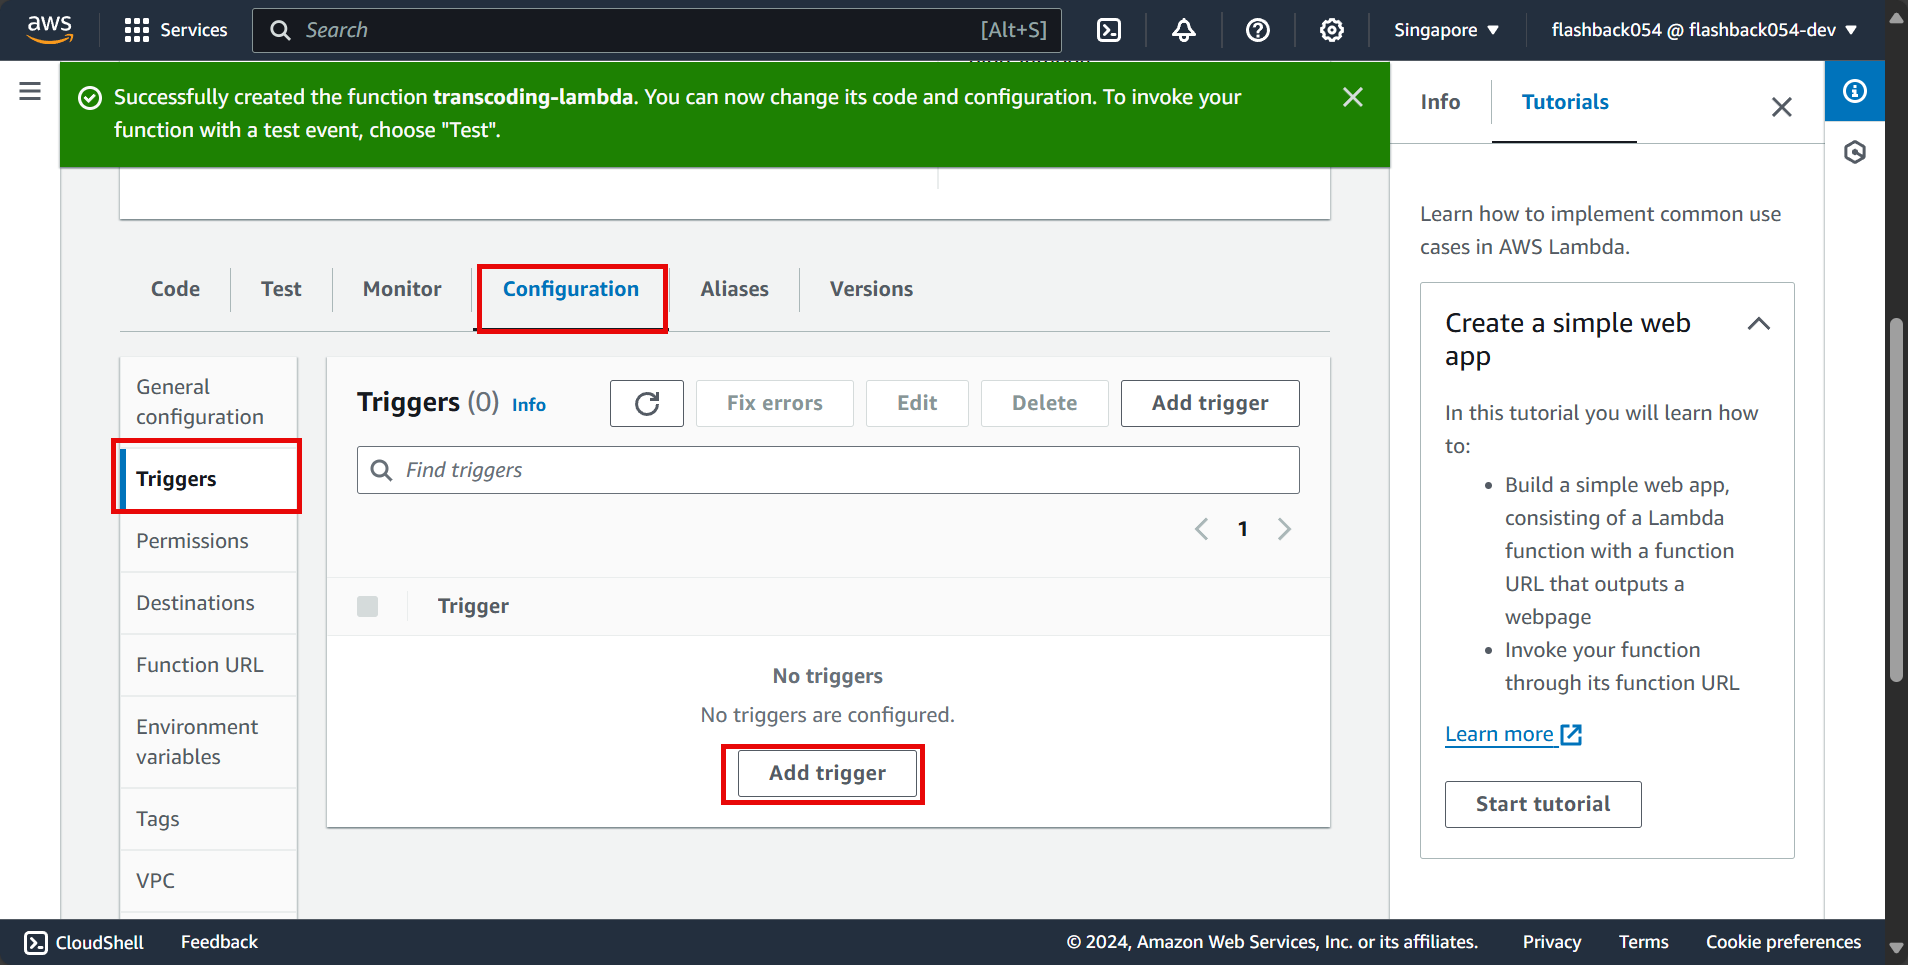 aws
Services
Search
[Alt+S]
Singapore
flashback054 @ flashback054-dev
Successfully created the function transcoding-lambda. You can now change its code and configuration. To invoke your
function with a test event, choose "Test".
Info
Tutorials
Learn how to implement common use
cases in AWS Lambda.
Code
Test
Monitor
Configuration
Aliases
Versions
General
configuration
Triggers
Permissions
Destinations
Function URL
Environment
variables
Tags
VPC
Triggers (0) Info
Fix errors
Edit
Delete
Add trigger
Find triggers
1
Trigger
No triggers
No triggers are configured.
Add trigger
Create a simple web
app
In this tutorial you will learn how
to:
• Build a simple web app,
consisting of a Lambda
function with a function
URL that outputs a
webpage
• Invoke your function
through its function URL
Learn more
Start tutorial
CloudShell
Feedback
© 2024, Amazon Web Services, Inc. or its affiliates.
Privacy
Terms
Cookie preferences